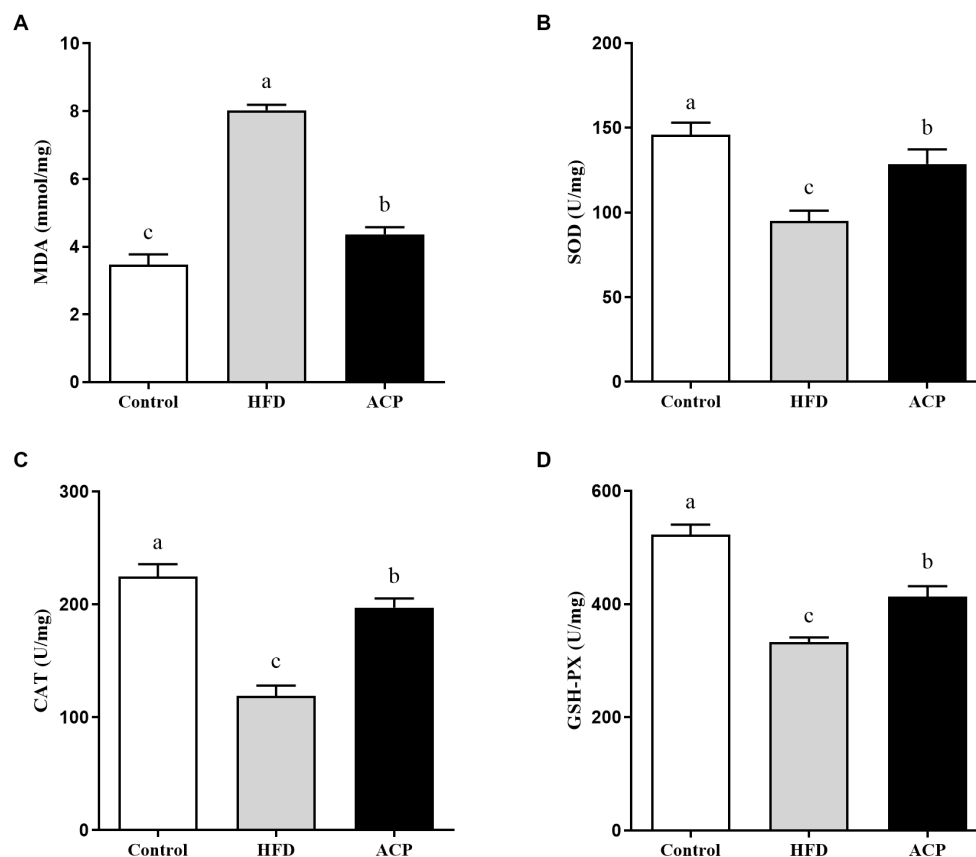 A
MDA (mmol/mg)
10
8
6
4
2
0
c
a
b
Control HFD ACP
B
SOD (U/mg)
200
150
100
50
0
a
c
b
Control HFD ACP
C
CAT (U/mg)
300
200
100
0
a
c
b
Control HFD ACP
D
GSH-PX (U/mg)
600
400
200
0
a
c
b
Control HFD ACP